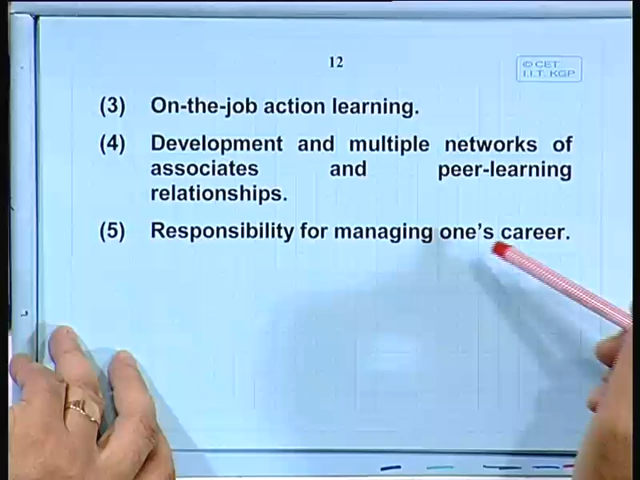 12
© CET
I.I.T. KGP
(3) On-the-job action learning.
(4) Development and multiple networks of
associates and peer-learning
relationships.
(5) Responsibility for managing one's career.